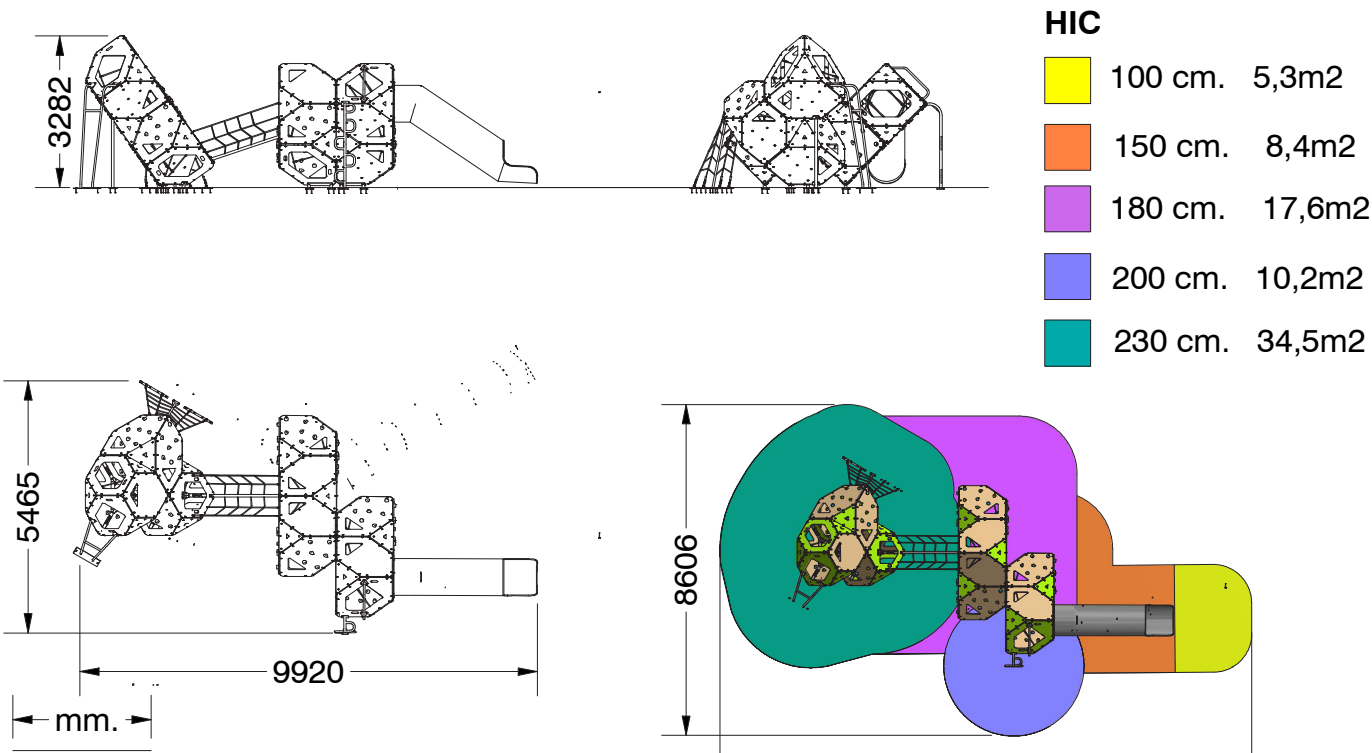 HIC
100 cm. 5,3m2
150 cm. 8,4m2
180 cm. 17,6m2
200 cm. 10,2m2
230 cm. 34,5m2
3282
5465
9920
mm.
8606